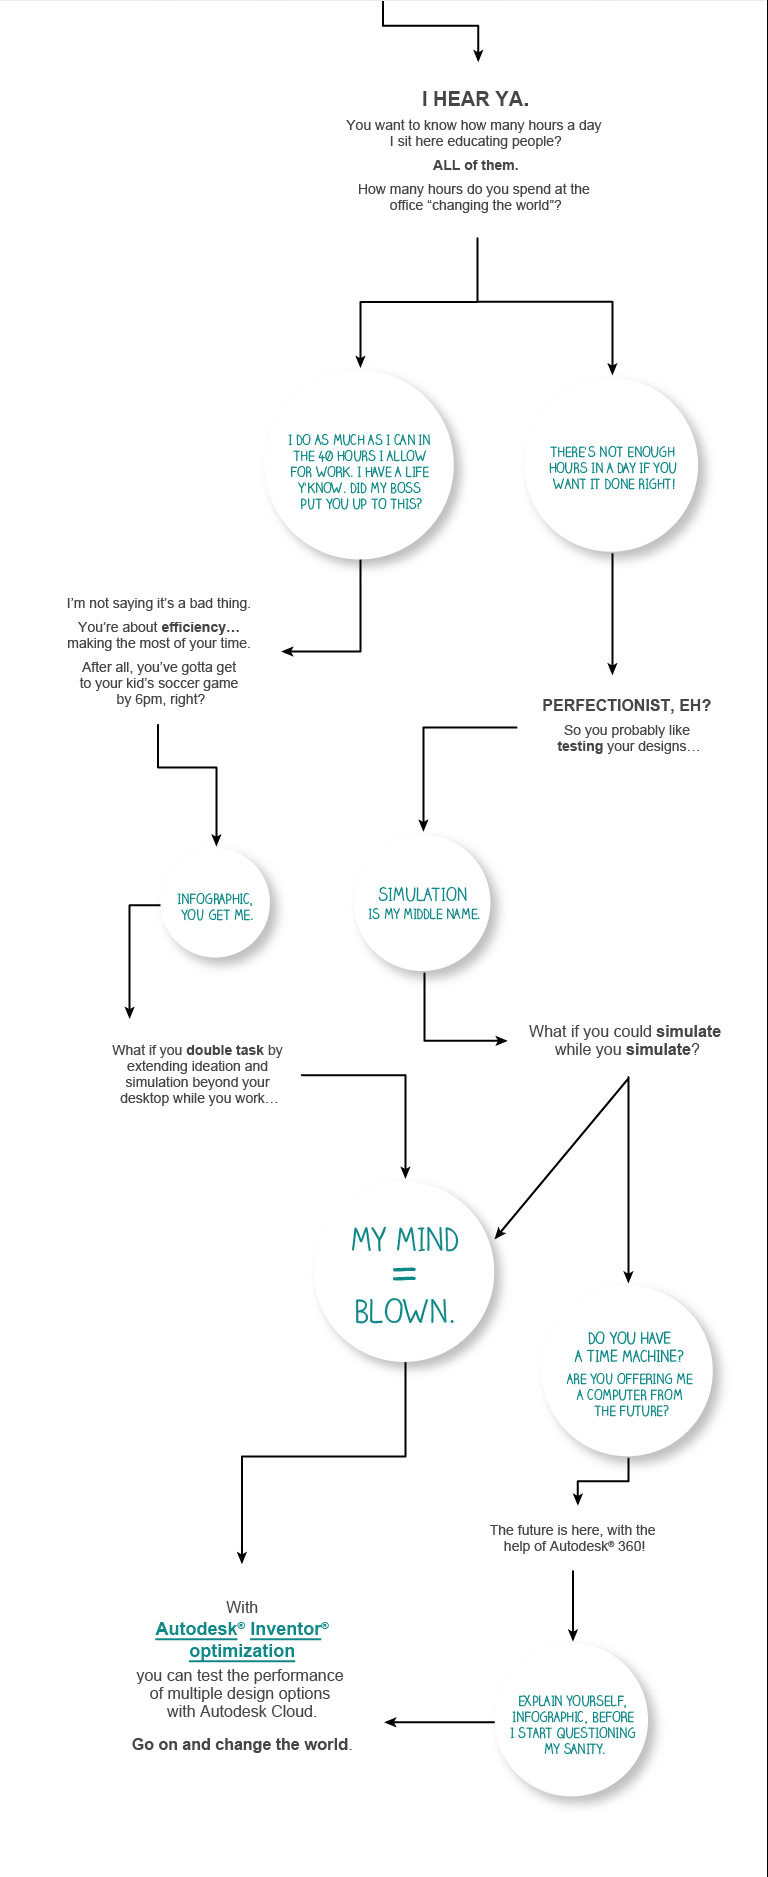 I HEAR YA.
You want to know how many hours a day
I sit here educating people?
ALL of them.
How many hours do you spend at the
office “changing the world”?
I DO AS MUCH AS I CAN IN
THE 40 HOURS I ALLOW
FOR WORK. I HAVE A LIFE
Y'KNOW. DID MY BOSS
PUT YOU UP TO THIS?
THERE'S NOT ENOUGH
HOURS IN A DAY IF YOU
WANT IT DONE RIGHT!
I’m not saying it’s a bad thing.
You’re about efficiency…
making the most of your time.
After all, you’ve gotta get
to your kid’s soccer game
by 6pm, right?
PERFECTIONIST, EH?
So you probably like
testing your designs…
INFOGRAPHIC,
YOU GET ME.
SIMULATION
IS MY MIDDLE NAME.
What if you double task by
extending ideation and
simulation beyond your
desktop while you work…
What if you could simulate
while you simulate?
MY MIND
=
BLOWN.
DO YOU HAVE
A TIME MACHINE?
ARE YOU OFFERING ME
A COMPUTER FROM
THE FUTURE?
The future is here, with the
help of Autodesk® 360!
With
Autodesk® Inventor®
optimization
you can test the performance
of multiple design options
with Autodesk Cloud.
Go on and change the world.
EXPLAIN YOURSELF,
INFOGRAPHIC, BEFORE
I START QUESTIONING
MY SANITY.